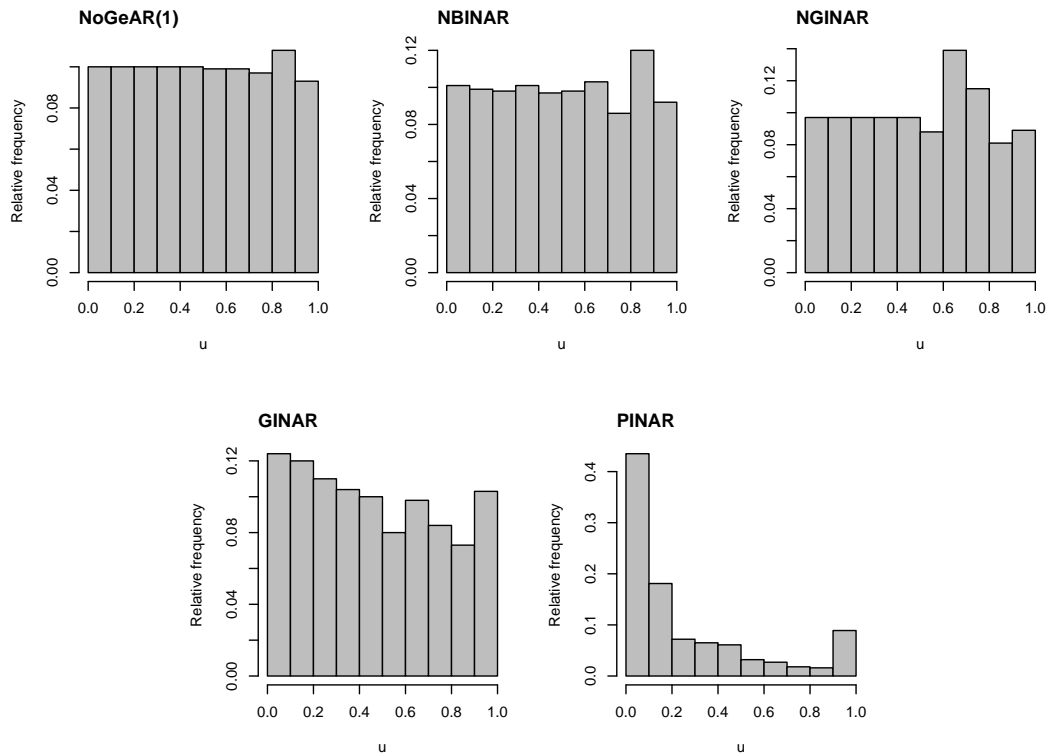 NoGeAR(1)
Relative frequency
0.00 0.04 0.08
0.0 0.2 0.4 0.6 0.8 1.0
u
NBINAR
Relative frequency
0.00 0.04 0.08 0.12
0.0 0.2 0.4 0.6 0.8 1.0
u
NGINAR
Relative frequency
0.00 0.04 0.08 0.12
0.0 0.2 0.4 0.6 0.8 1.0
u
GINAR
Relative frequency
0.00 0.04 0.08 0.12
0.0 0.2 0.4 0.6 0.8 1.0
u
PINAR
Relative frequency
0.0 0.1 0.2 0.3 0.4
0.0 0.2 0.4 0.6 0.8 1.0
u